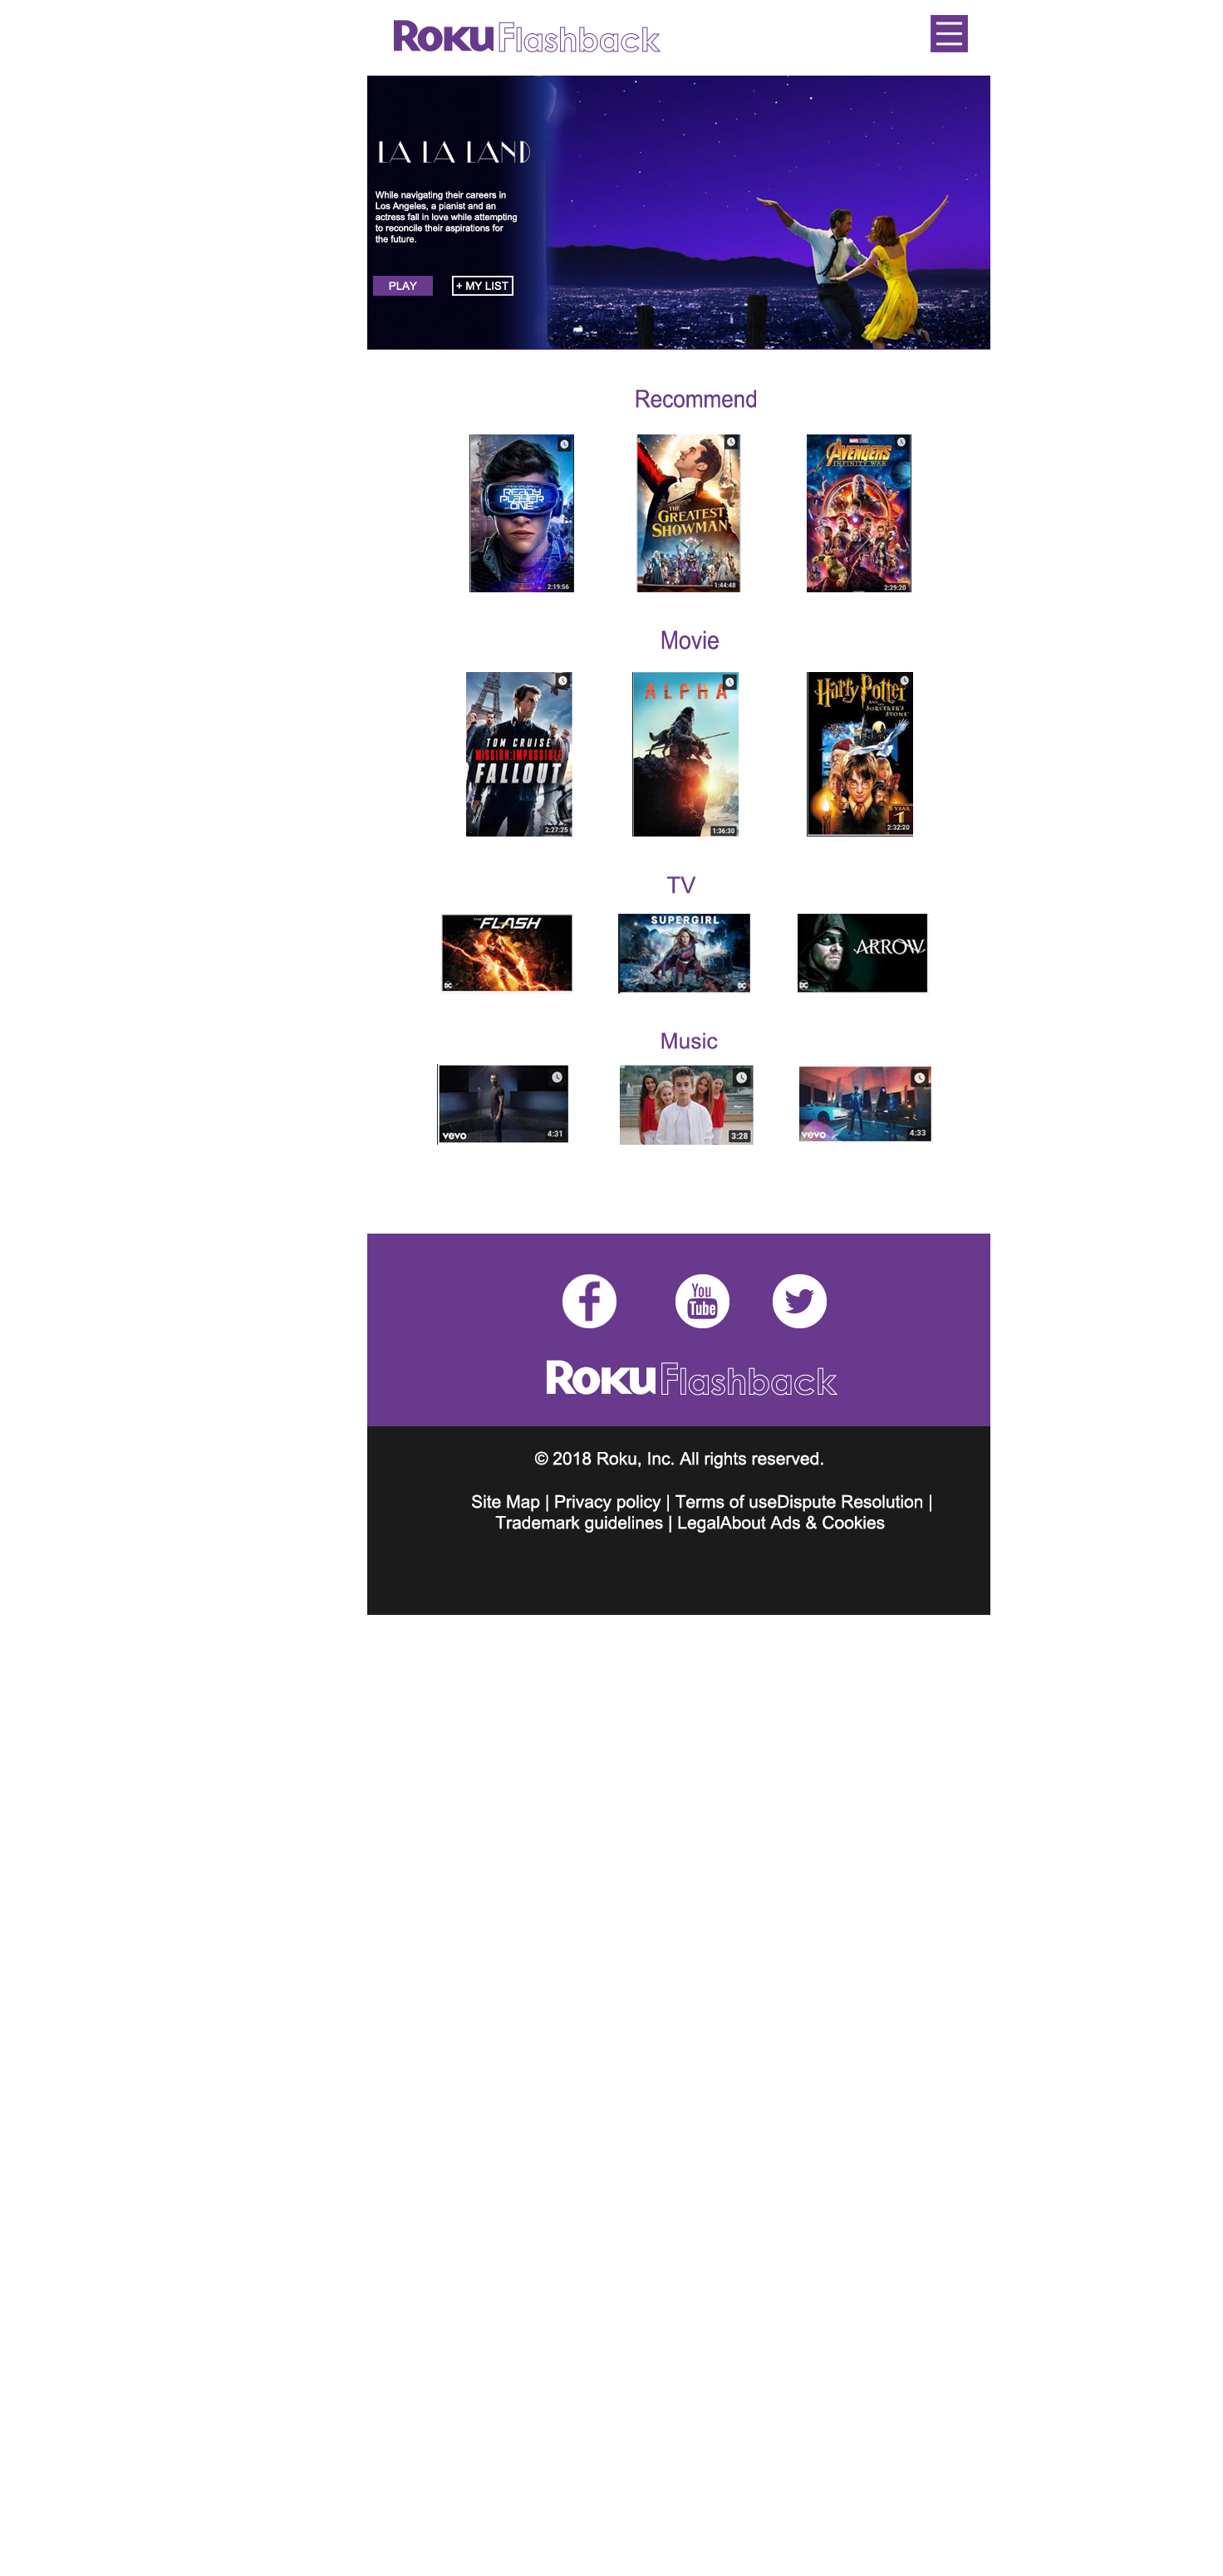 Roku Flashback
LA LA LAND
While navigating their careers in
Los Angeles, a pianist and an
actress fall in love while attempting
to reconcile their aspirations for
the future.
PLAY + MY LIST
Recommend
READY
PLAYER
ONE
2:19:56
THE
GREATEST
SHOWMAN
1:44:48
MARVEL STUDIOS
AVENGERS
INFINITY WAR
2:29:20
Movie
TOM CRUISE
MISSION: IMPOSSIBLE
FALLOUT
2:27:25
ALPHA
1:36:30
Harry Potter
AND THE
SORCERER'S
STONE
YEAR
1
2:32:20
TV
THE
FLASH
DC
SUPERGIRL
DC
ARROW
DC
Music
vevo 4:31
3:28
vevo 4:33
You
Tube
Roku Flashback
© 2018 Roku, Inc. All rights reserved.
Site Map | Privacy policy | Terms of useDispute Resolution |
Trademark guidelines | LegalAbout Ads & Cookies